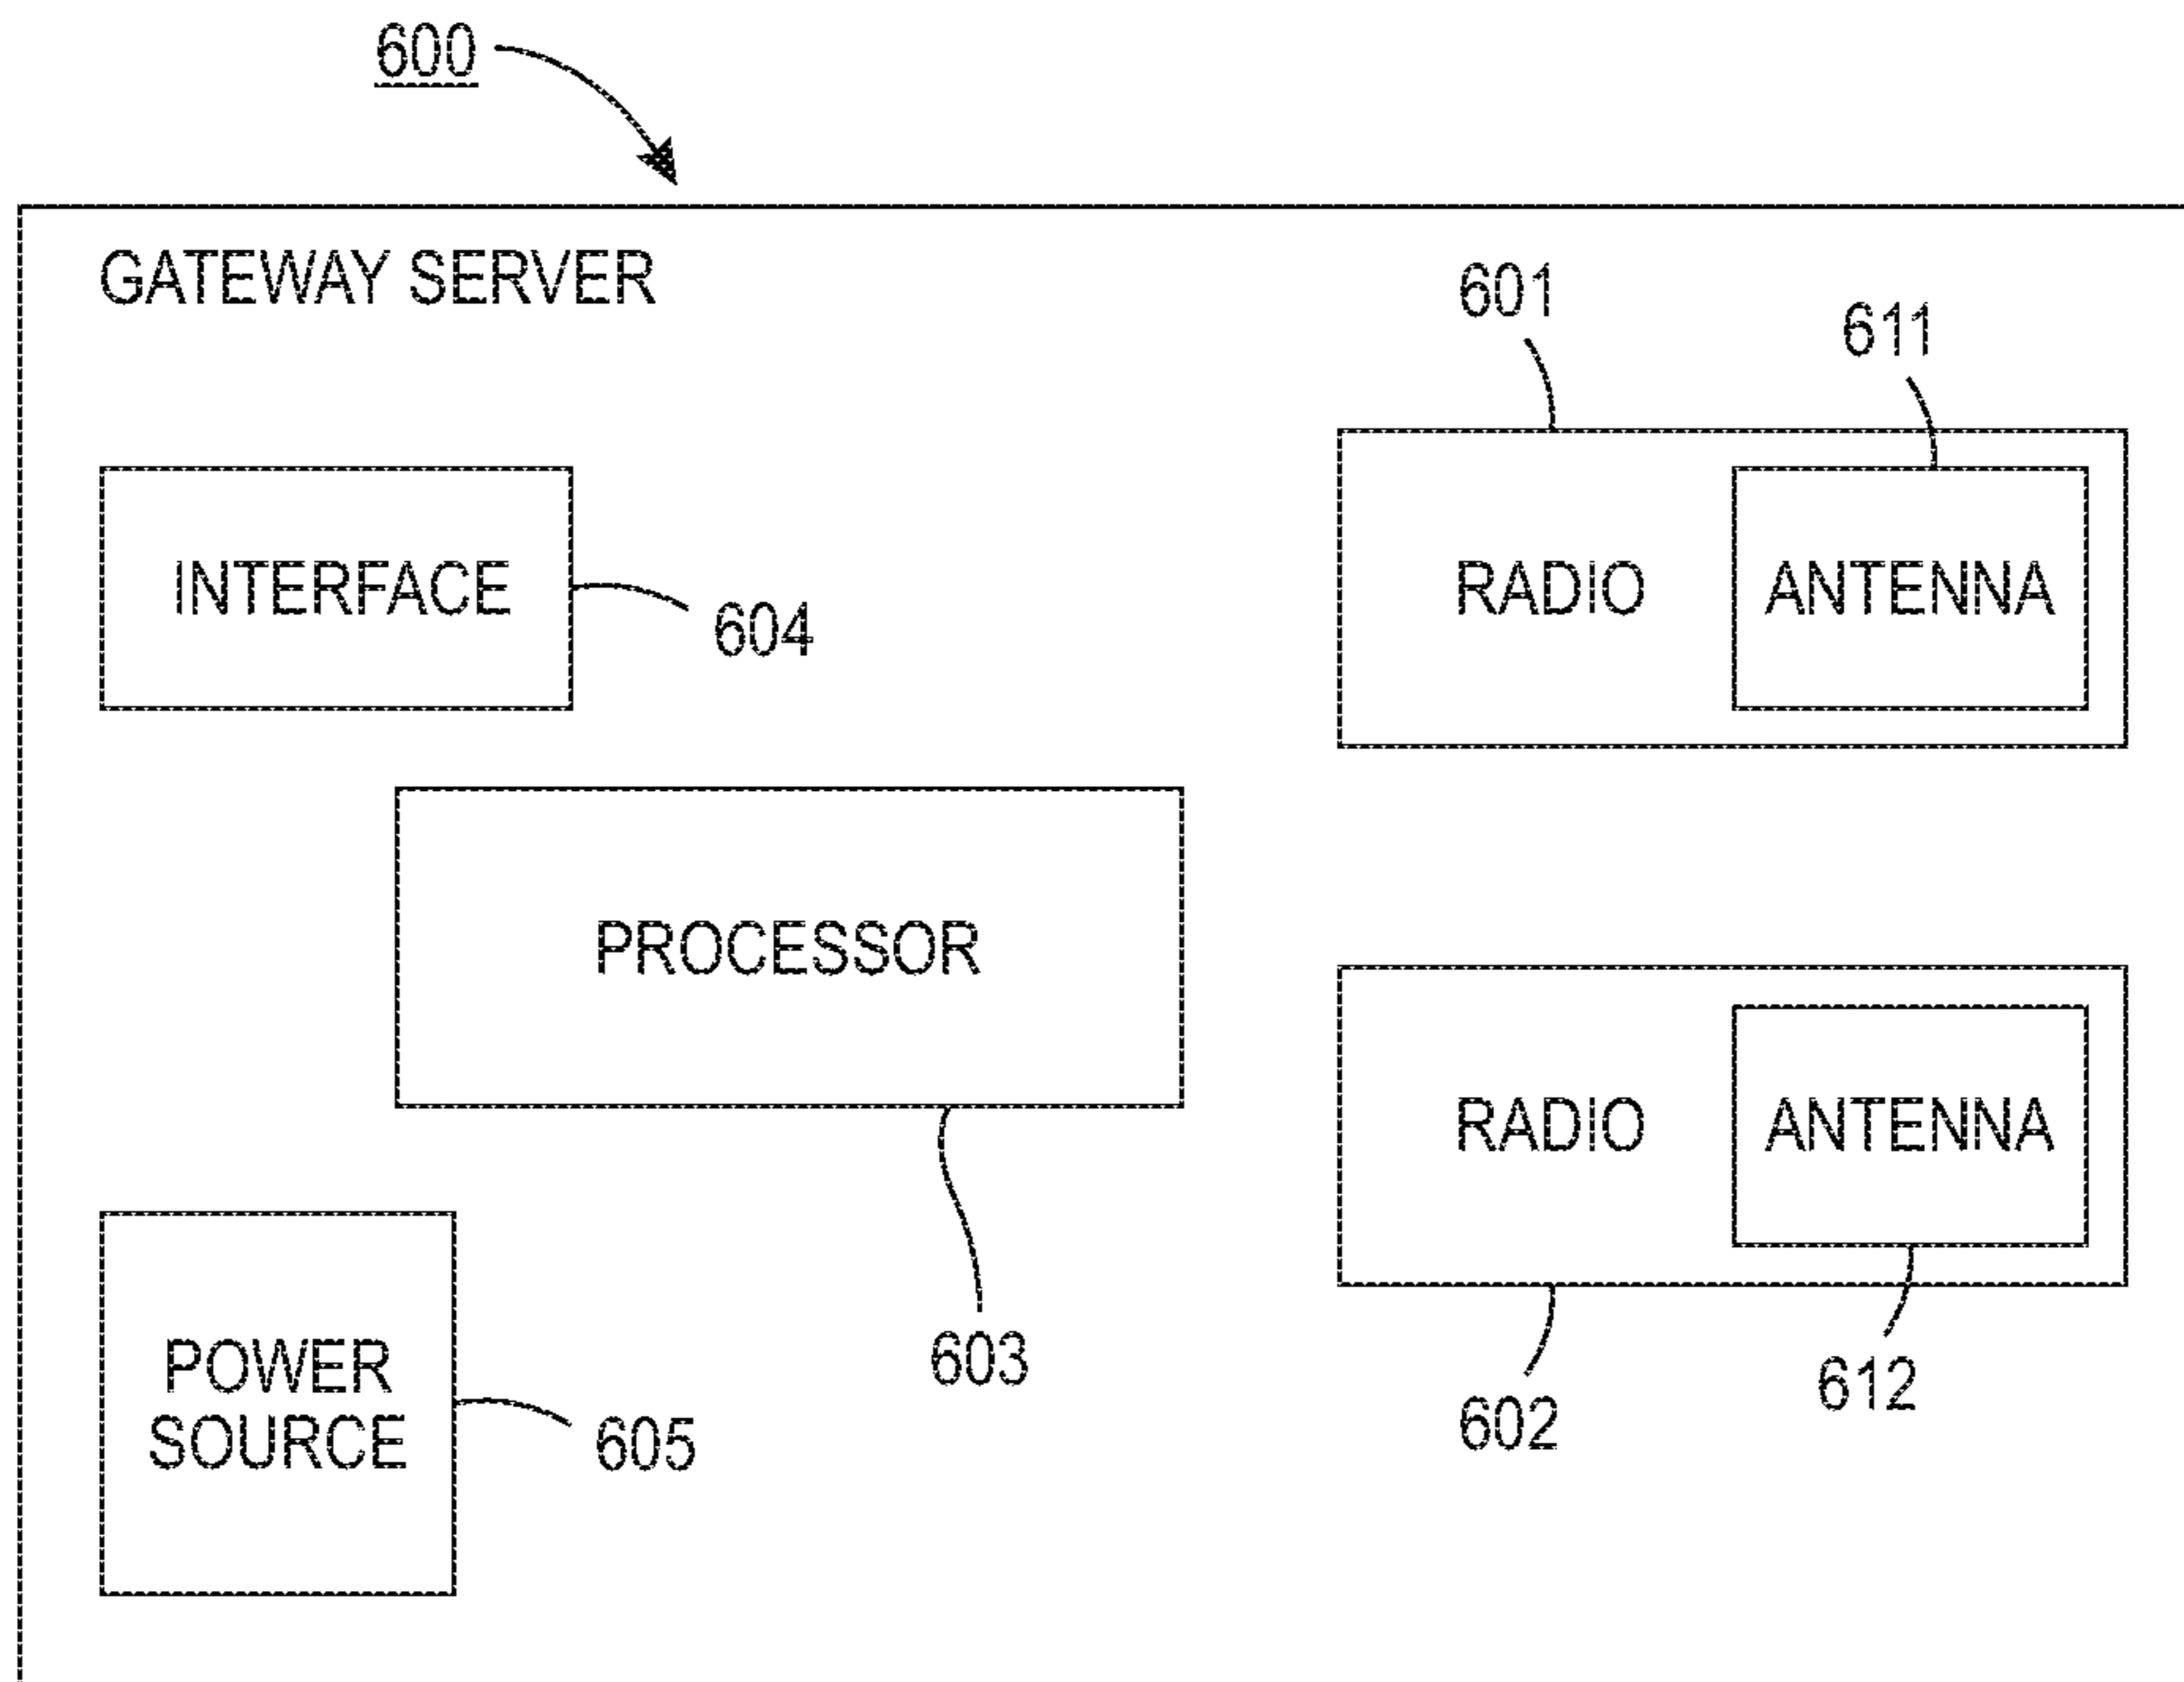 600
GATEWAY SERVER
601
611
INTERFACE
604
RADIO
ANTENNA
PROCESSOR
603
RADIO
ANTENNA
602
612
POWER
SOURCE
605